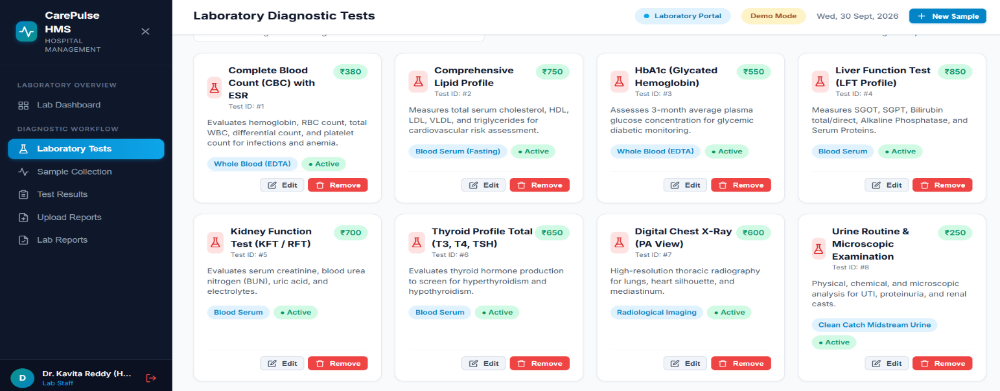 CarePulse
HMS
HOSPITAL
MANAGEMENT
LABORATORY OVERVIEW
Lab Dashboard
DIAGNOSTIC WORKFLOW
Laboratory Tests
Sample Collection
Test Results
Upload Reports
Lab Reports
D
Dr. Kavita Reddy (H...
Lab Staff
Laboratory Diagnostic Tests
Laboratory Portal
Demo Mode
Wed, 30 Sept, 2026
New Sample
Complete Blood
Count (CBC) with
ESR
₹380
Test ID: #1
Evaluates hemoglobin, RBC count, total
WBC, differential count, and platelet
count for infections and anemia.
Whole Blood (EDTA)
Active
Edit
Remove
Comprehensive
Lipid Profile
₹750
Test ID: #2
Measures total serum cholesterol, HDL,
LDL, VLDL, and triglycerides for
cardiovascular risk assessment.
Blood Serum (Fasting)
Active
Edit
Remove
HbA1c (Glycated
Hemoglobin)
₹550
Test ID: #3
Assesses 3-month average plasma
glucose concentration for glycemic
diabetic monitoring.
Whole Blood (EDTA)
Active
Edit
Remove
Liver Function Test
(LFT Profile)
₹850
Test ID: #4
Measures SGOT, SGPT, Bilirubin
total/direct, Alkaline Phosphatase, and
Serum Proteins.
Blood Serum
Active
Edit
Remove
Kidney Function
Test (KFT / RFT)
₹700
Test ID: #5
Evaluates serum creatinine, blood urea
nitrogen (BUN), uric acid, and
electrolytes.
Blood Serum
Active
Edit
Remove
Thyroid Profile Total
(T3, T4, TSH)
₹650
Test ID: #6
Evaluates thyroid hormone production
to screen for hyperthyroidism and
hypothyroidism.
Blood Serum
Active
Edit
Remove
Digital Chest X-Ray
(PA View)
₹600
Test ID: #7
High-resolution thoracic radiography
for lungs, heart silhouette, and
mediastinum.
Radiological Imaging
Active
Edit
Remove
Urine Routine &
Microscopic
Examination
₹250
Test ID: #8
Physical, chemical, and microscopic
analysis for UTI, proteinuria, and renal
casts.
Clean Catch Midstream Urine
Active
Edit
Remove